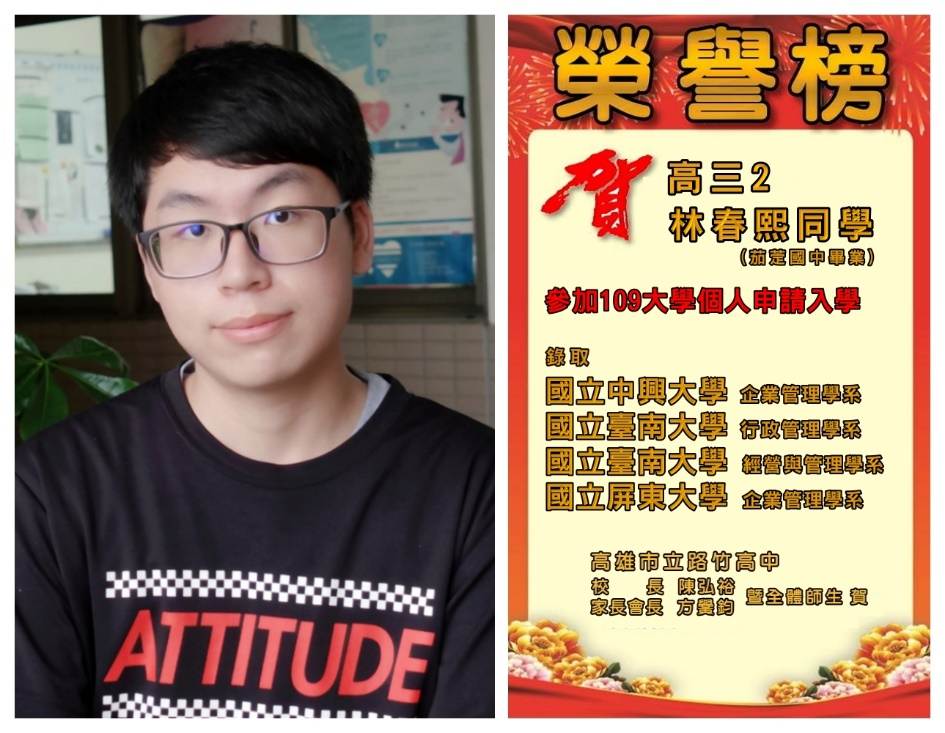 ATTITUDE
榮譽榜
賀
高三2
林春熙同學
(茄萣國中畢業)
參加109大學個人申請入學
錄取
國立中興大學 企業管理學系
國立臺南大學 行政管理學系
國立臺南大學 經營與管理學系
國立屏東大學 企業管理學系
高雄市立路竹高中
校 長 陳弘裕
家長會長 方愛鈞
暨全體師生 賀